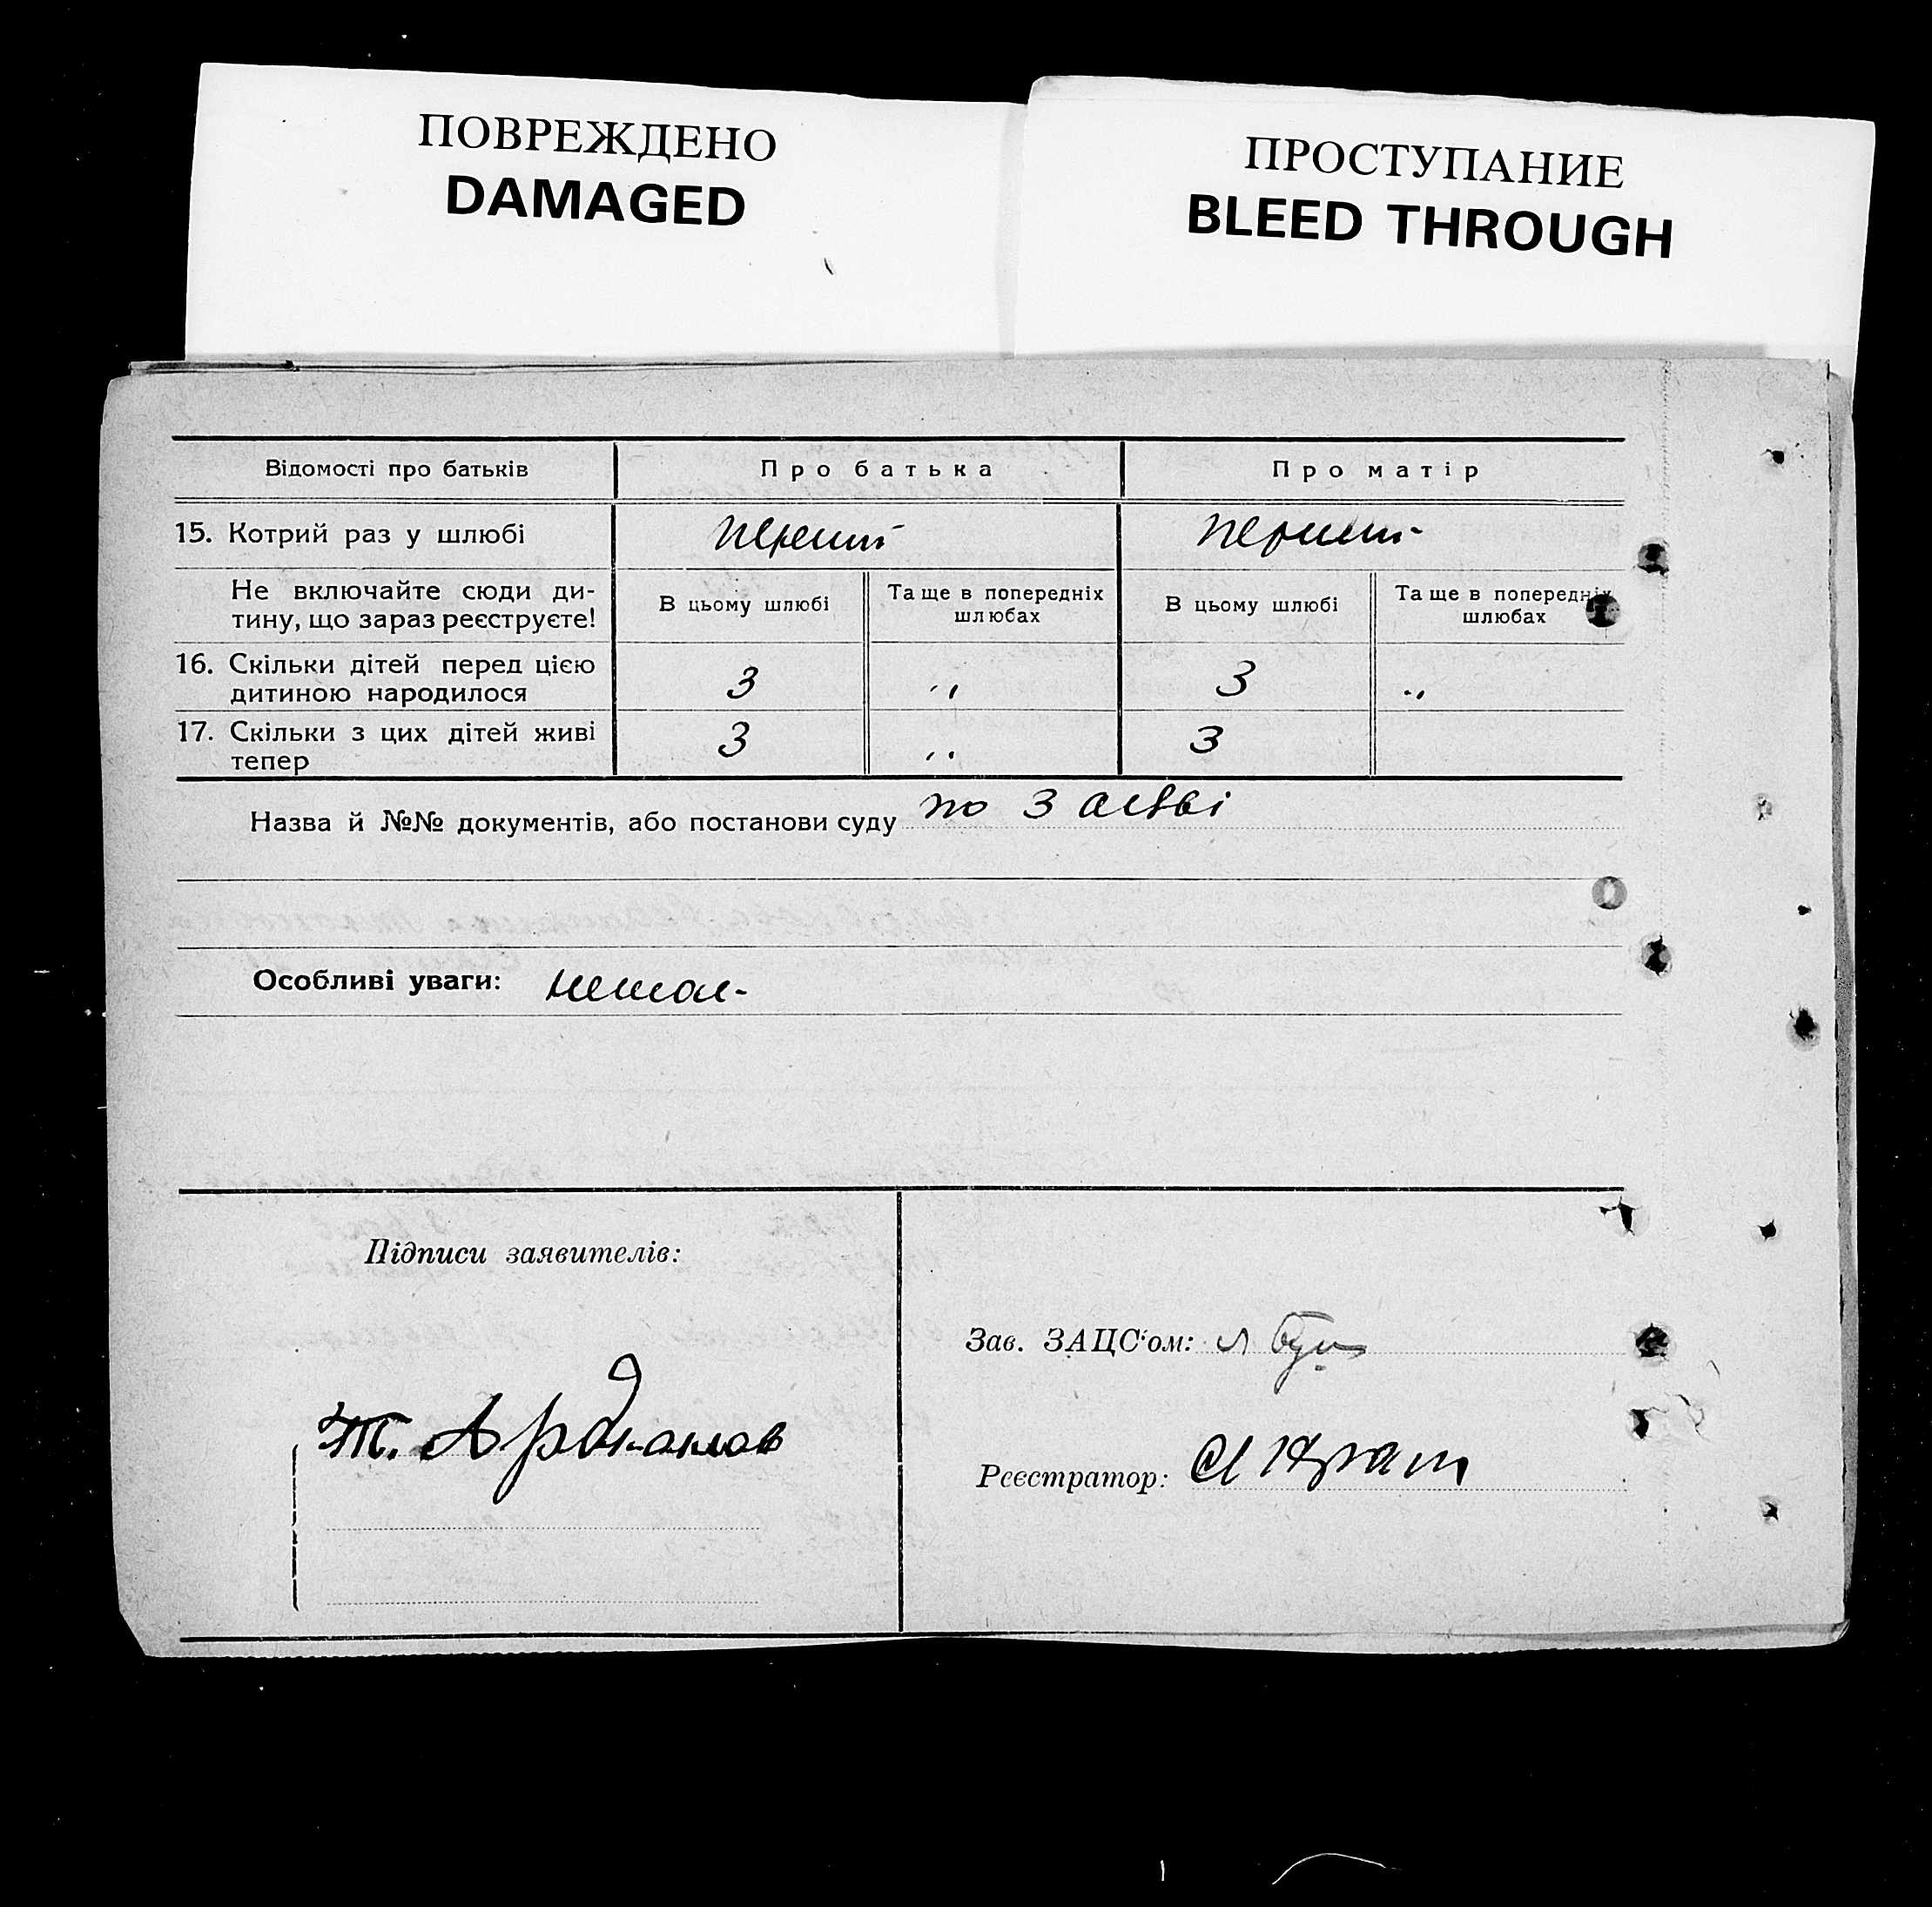 ПОВРЕЖДЕНО
DAMAGED
ПРОСТУПАНИЕ
BLEED THROUGH
Відомості про батьків Про батька Про матір
15. Котрий раз у шлюбі перший перший
Не включайте сюди ди- В цьому шлюбі Та ще в попередніх В цьому шлюбі Та ще в попередніх
тину, що зараз реєструєте! шлюбах шлюбах
16. Скільки дітей перед цією
дитиною народилося 3 „ 3 „
17. Скільки з цих дітей живі 3 „ 3
тепер
Назва й №№ документів, або постанови суду по З
Особливі уваги: немає-
Підписи заявителів:
Зав. ЗАЦС'ом:
Т.
Реєстратор: